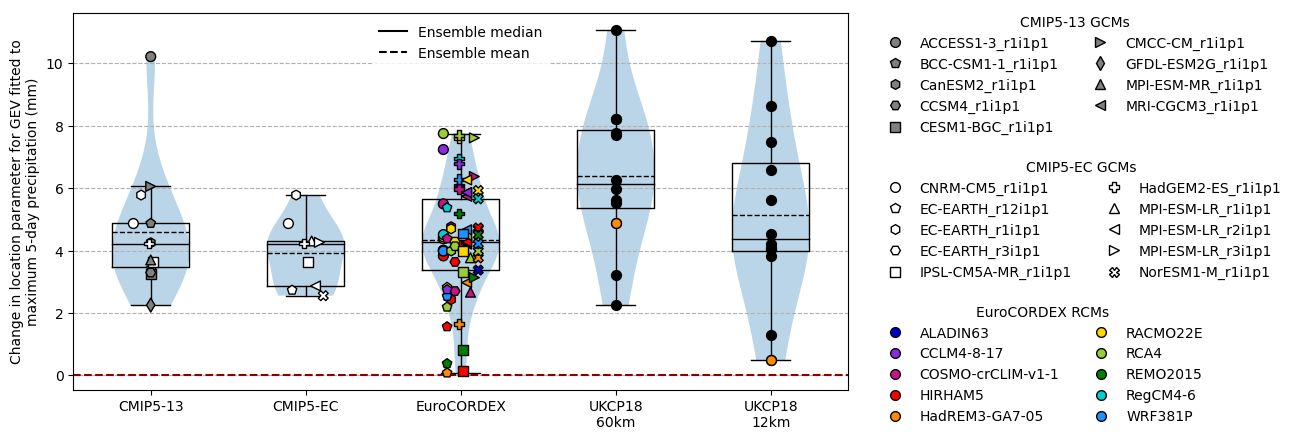 Change in location parameter for GEV fitted to
maximum 5-day precipitation (mm)
10
8
6
4
2
0
Ensemble median
Ensemble mean
CMIP5-13
CMIP5-EC
EuroCORDEX
UKCP18
60km
UKCP18
12km
CMIP5-13 GCMs
ACCESS1-3_r1i1p1
BCC-CSM1-1_r1i1p1
CanESM2_r1i1p1
CCSM4_r1i1p1
CESM1-BGC_r1i1p1
CMCC-CM_r1i1p1
GFDL-ESM2G_r1i1p1
MPI-ESM-MR_r1i1p1
MRI-CGCM3_r1i1p1
CMIP5-EC GCMs
CNRM-CM5_r1i1p1
EC-EARTH_r12i1p1
EC-EARTH_r1i1p1
EC-EARTH_r3i1p1
IPSL-CM5A-MR_r1i1p1
HadGEM2-ES_r1i1p1
MPI-ESM-LR_r1i1p1
MPI-ESM-LR_r2i1p1
MPI-ESM-LR_r3i1p1
NorESM1-M_r1i1p1
EuroCORDEX RCMs
ALADIN63
CCLM4-8-17
COSMO-crCLIM-v1-1
HIRHAM5
HadREM3-GA7-05
RACMO22E
RCA4
REMO2015
RegCM4-6
WRF381P